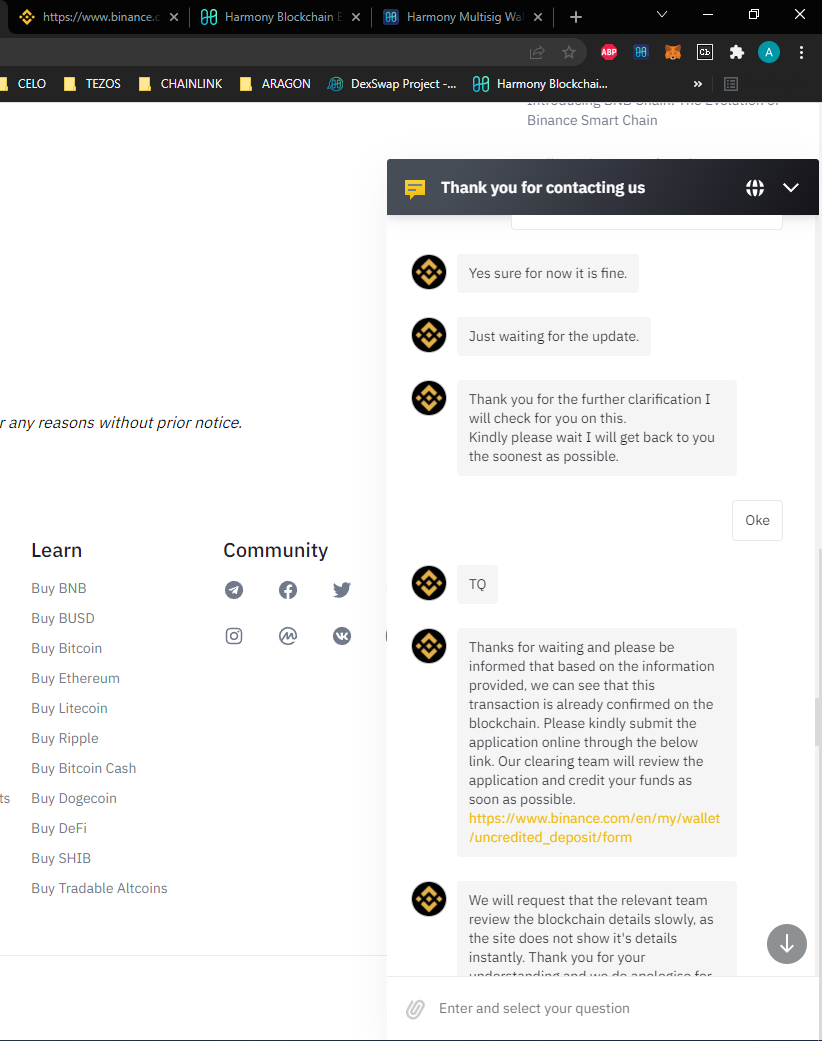 https://www.binance.c
Harmony Blockchain E
Harmony Multisig Wal
ABP
A
CELO
TEZOS
CHAINLINK
ARAGON
DexSwap Project -...
Harmony Blockchai...
»
Introducing BNB Chain: The Evolution of
Binance Smart Chain
Thank you for contacting us
Yes sure for now it is fine.
Just waiting for the update.
Thank you for the further clarification I
will check for you on this.
Kindly please wait I will get back to you
the soonest as possible.
r any reasons without prior notice.
Oke
TQ
Thanks for waiting and please be
informed that based on the information
provided, we can see that this
transaction is already confirmed on the
blockchain. Please kindly submit the
application online through the below
link. Our clearing team will review the
application and credit your funds as
soon as possible.
https://www.binance.com/en/my/wallet
/uncredited_deposit/form
We will request that the relevant team
review the blockchain details slowly, as
the site does not show it's details
instantly. Thank you for your
understanding and we do apologise for
Enter and select your question
Learn
Buy BNB
Buy BUSD
Buy Bitcoin
Buy Ethereum
Buy Litecoin
Buy Ripple
Buy Bitcoin Cash
ts
Buy Dogecoin
Buy DeFi
Buy SHIB
Buy Tradable Altcoins
Community